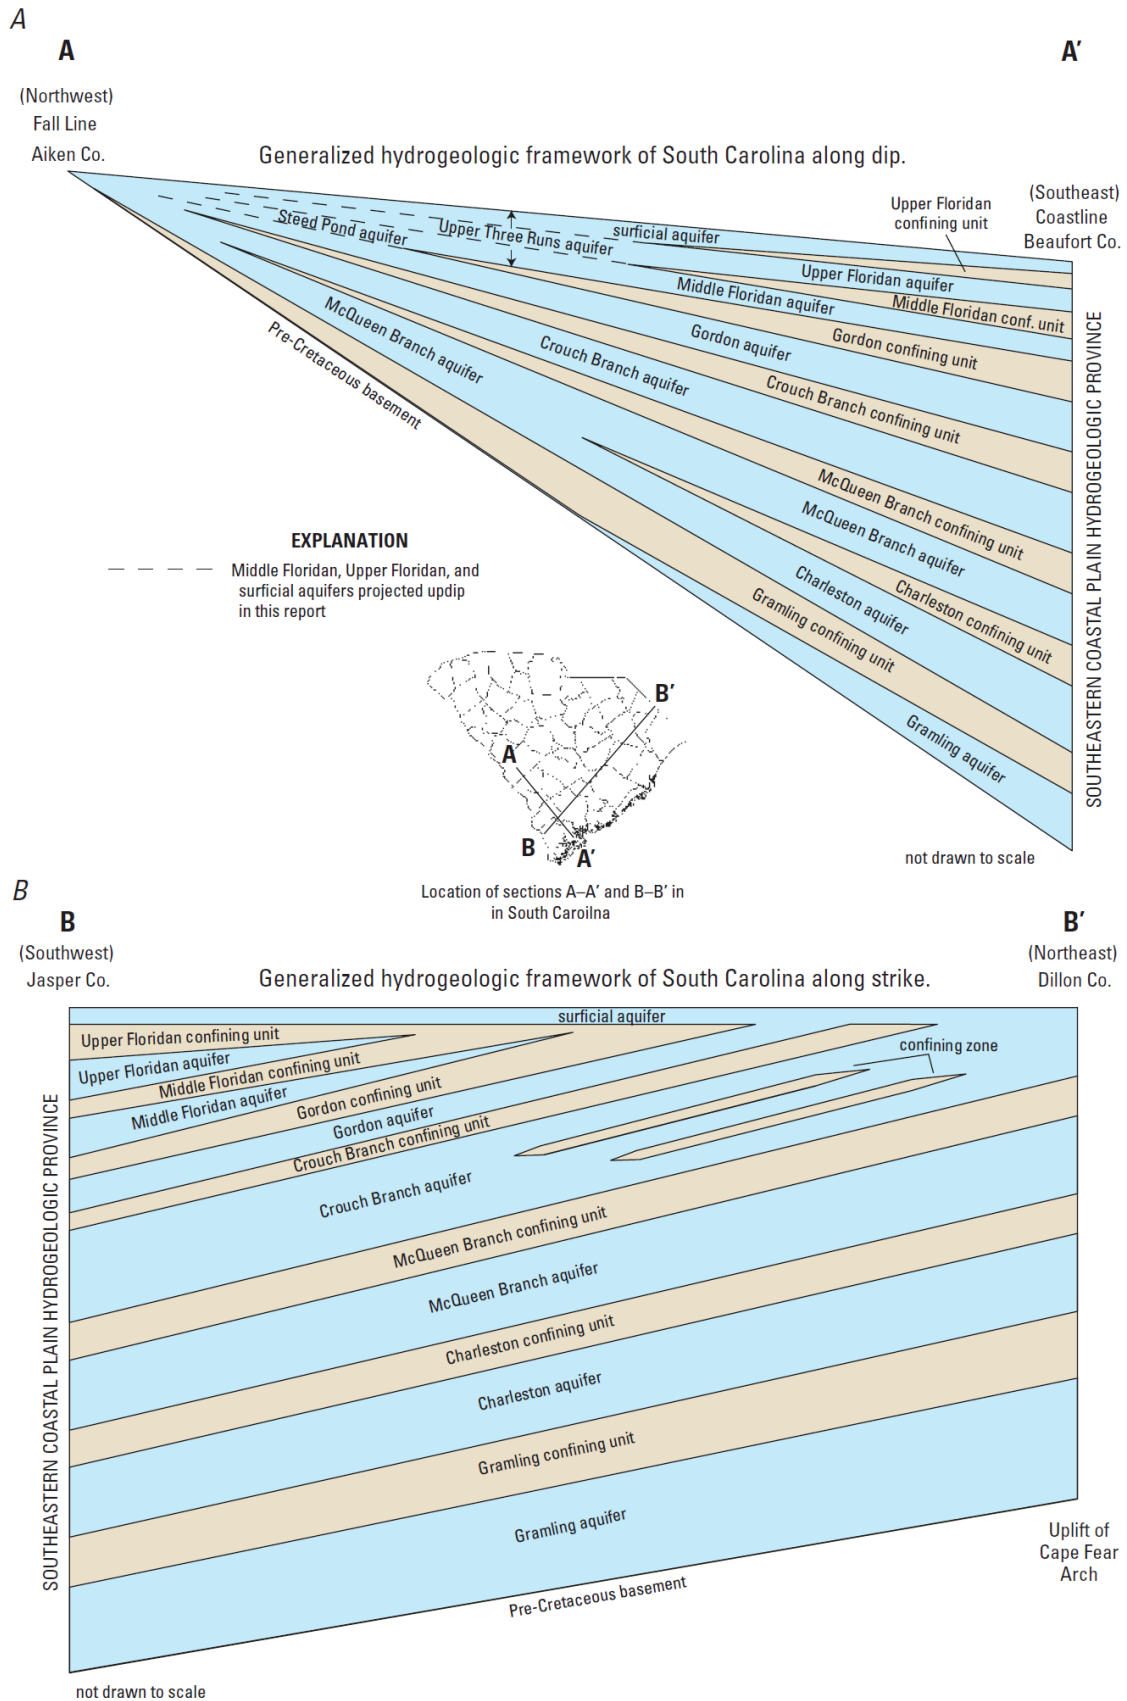 A
A
A′
(Northwest)
Fall Line
Aiken Co.
Generalized hydrogeologic framework of South Carolina along dip.
(Southeast)
Coastline
Beaufort Co.
Upper Floridan
confining unit
surficial aquifer
Steed Pond aquifer
Upper Three Runs aquifer
Upper Floridan aquifer
Middle Floridan conf. unit
Middle Floridan aquifer
Gordon confining unit
Gordon aquifer
Crouch Branch confining unit
Crouch Branch aquifer
McQueen Branch aquifer
McQueen Branch confining unit
McQueen Branch aquifer
Charleston confining unit
Charleston aquifer
Gramling confining unit
Gramling aquifer
Pre-Cretaceous basement
SOUTHEASTERN COASTAL PLAIN HYDROGEOLOGIC PROVINCE
EXPLANATION
Middle Floridan, Upper Floridan, and
surficial aquifers projected updip
in this report
B′
A
B
A′
Location of sections A–A′ and B–B′ in
in South Caroilna
not drawn to scale
B
B
B′
(Southwest)
Jasper Co.
Generalized hydrogeologic framework of South Carolina along strike.
(Northeast)
Dillon Co.
surficial aquifer
Upper Floridan confining unit
confining zone
Upper Floridan aquifer
Middle Floridan confining unit
Middle Floridan aquifer
Gordon confining unit
Gordon aquifer
Crouch Branch confining unit
Crouch Branch aquifer
McQueen Branch confining unit
McQueen Branch aquifer
Charleston confining unit
Charleston aquifer
Gramling confining unit
Gramling aquifer
Pre-Cretaceous basement
SOUTHEASTERN COASTAL PLAIN HYDROGEOLOGIC PROVINCE
Uplift of
Cape Fear
Arch
not drawn to scale